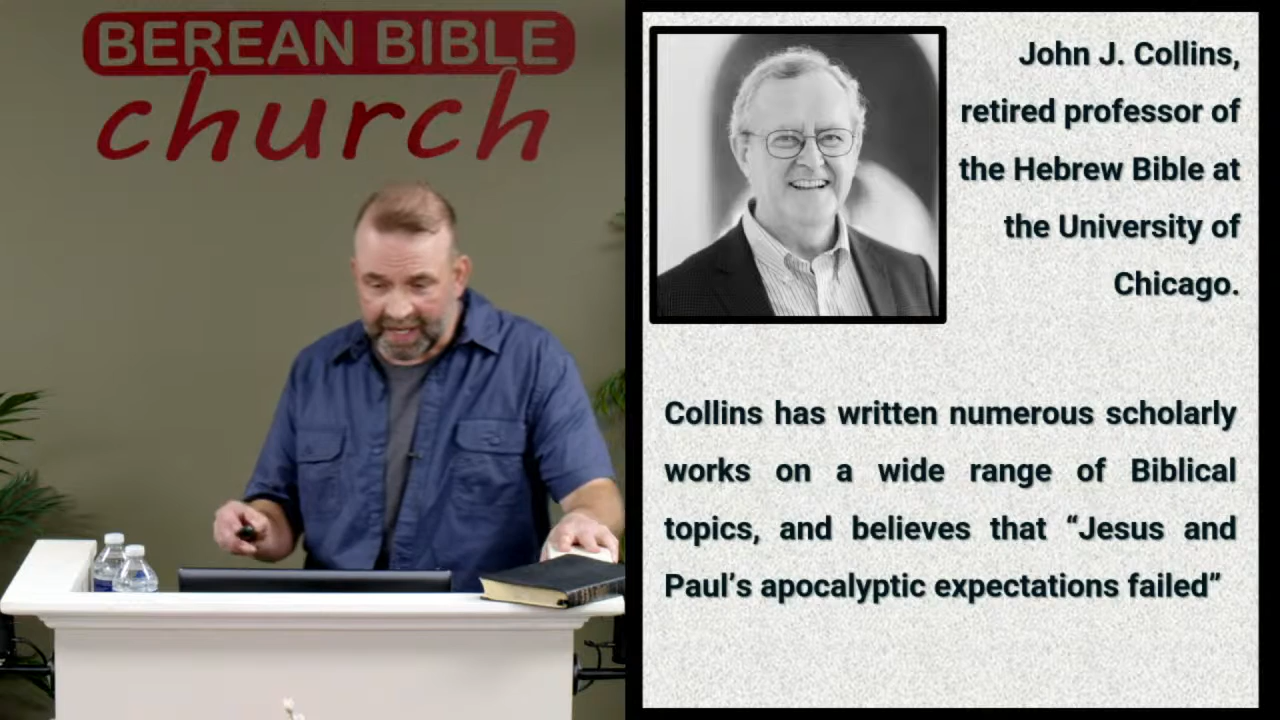 BEREAN BIBLE
church
John J. Collins,
retired professor of
the Hebrew Bible at
the University of
Chicago.
Collins has written numerous scholarly
works on a wide range of Biblical
topics, and believes that “Jesus and
Paul’s apocalyptic expectations failed”